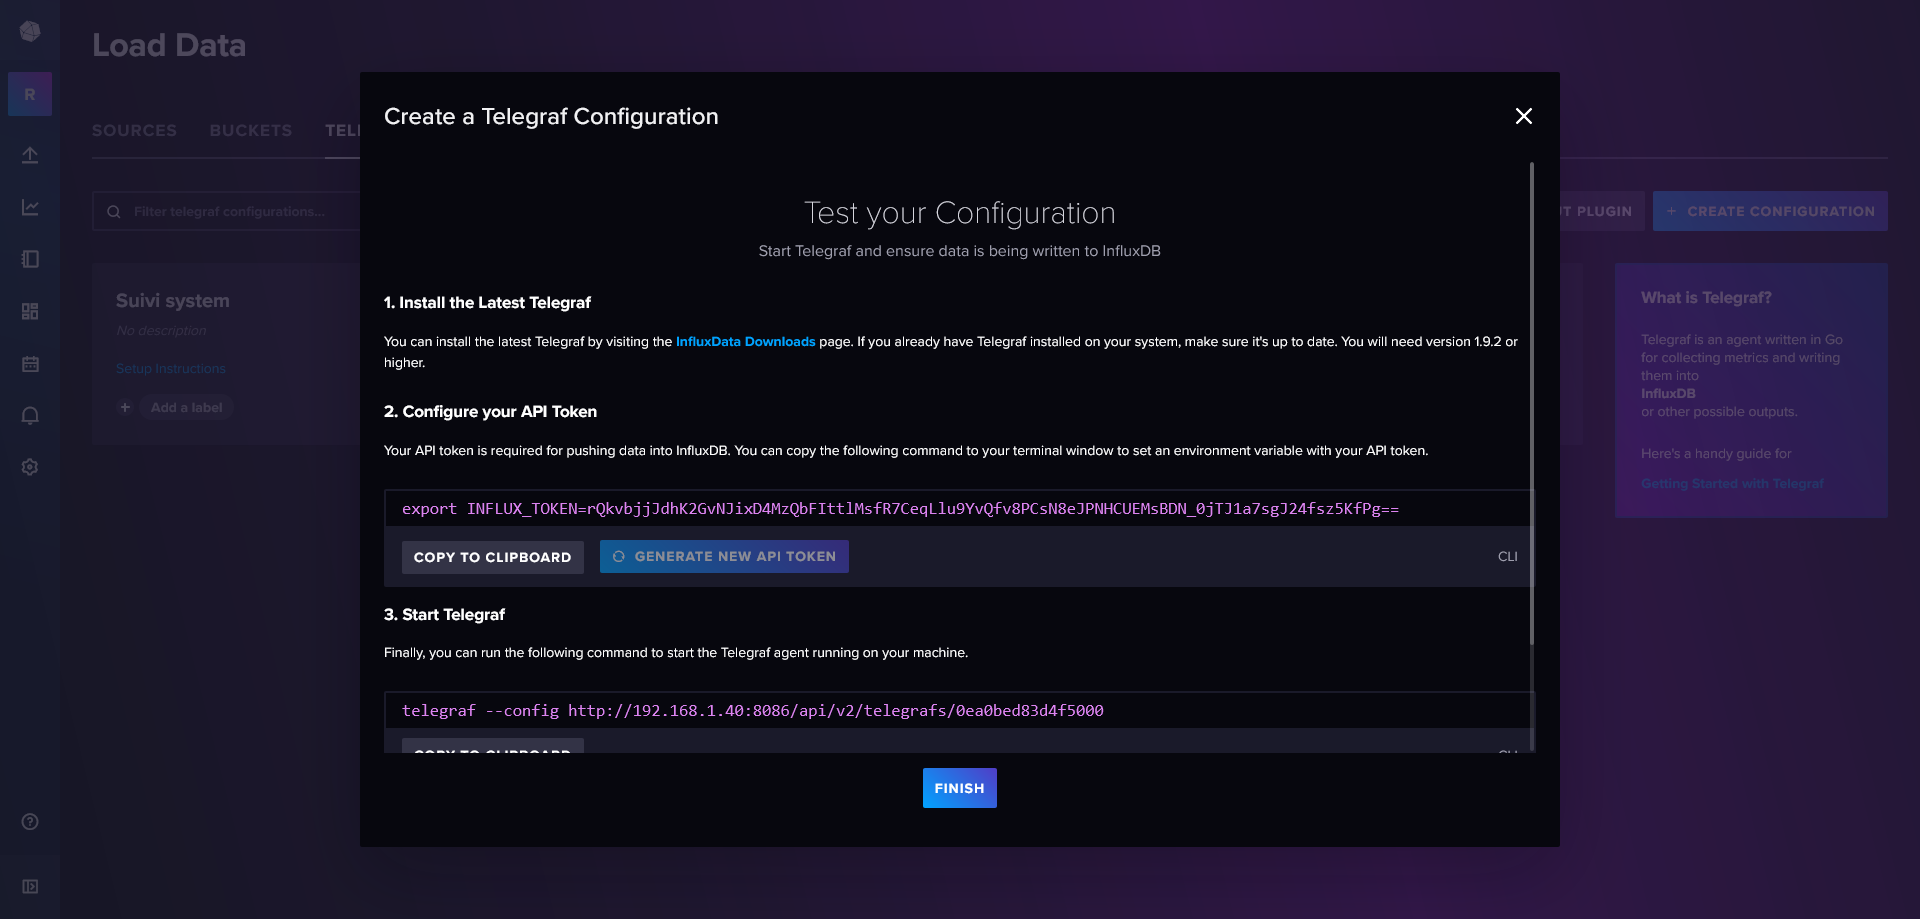 Load Data
R
SOURCES BUCKETS TEL
Filter telegraf configurations...
T PLUGIN
+ CREATE CONFIGURATION
Suivi system
No description
Setup Instructions
+ Add a label
Create a Telegraf Configuration
Test your Configuration
Start Telegraf and ensure data is being written to InfluxDB
1. Install the Latest Telegraf
You can install the latest Telegraf by visiting the InfluxData Downloads page. If you already have Telegraf installed on your system, make sure it's up to date. You will need version 1.9.2 or
higher.
2. Configure your API Token
Your API token is required for pushing data into InfluxDB. You can copy the following command to your terminal window to set an environment variable with your API token.
export INFLUX_TOKEN=rQkvbjjJdhK2GvNJixD4MzQbFIttlMsfR7CeqLlu9YvQfv8PCsN8eJPNHCUEMsBDN_0jTJ1a7sgJ24fsz5KfPg==
COPY TO CLIPBOARD GENERATE NEW API TOKEN CLI
3. Start Telegraf
Finally, you can run the following command to start the Telegraf agent running on your machine.
telegraf --config http://192.168.1.40:8086/api/v2/telegrafs/0ea0bed83d4f5000
COPY TO CLIPBOARD CLI
FINISH
What is Telegraf?
Telegraf is an agent written in Go
for collecting metrics and writing
them into
InfluxDB
or other possible outputs.
Here's a handy guide for
Getting Started with Telegraf